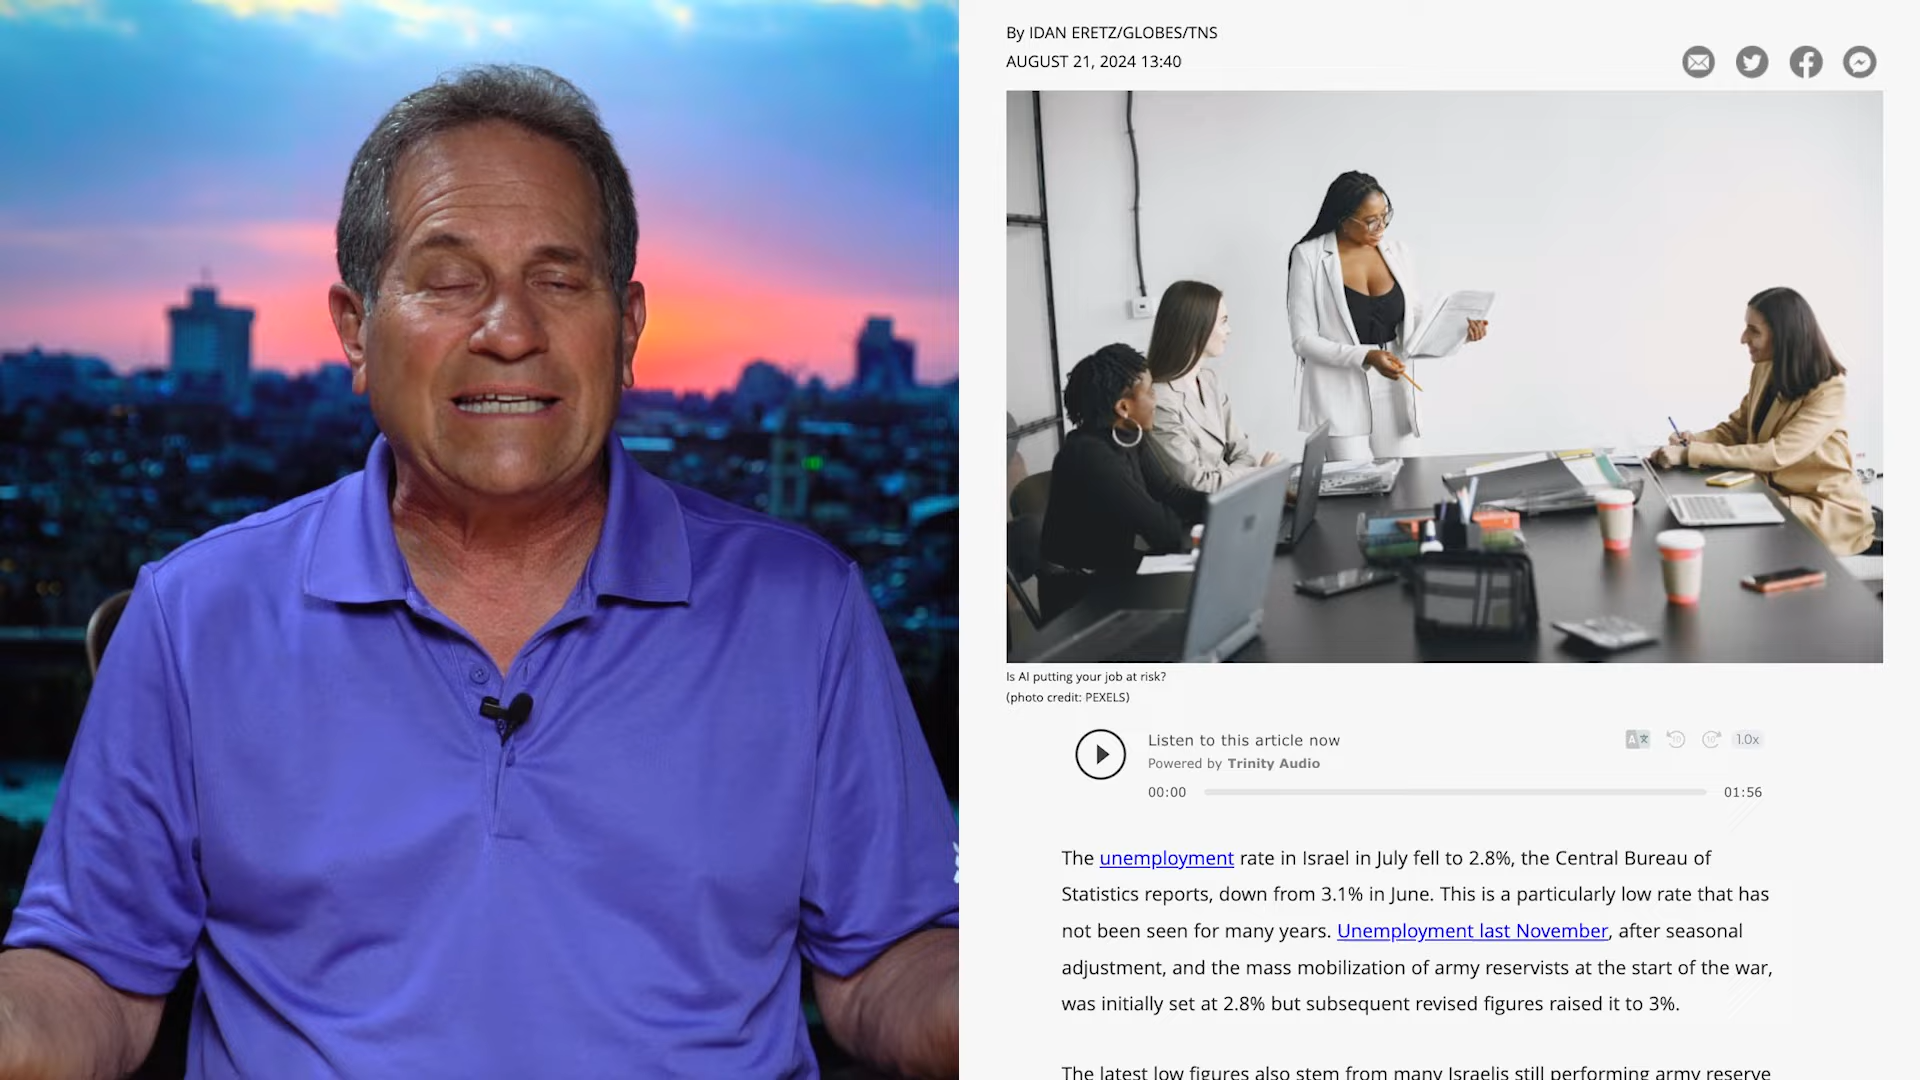 By IDAN ERETZ/GLOBES/TNS
AUGUST 21, 2024 13:40
Is AI putting your job at risk?
(photo credit: PEXELS)
Listen to this article now
1.0x
Powered by Trinity Audio
00:00
01:56
The unemployment rate in Israel in July fell to 2.8%, the Central Bureau of
Statistics reports, down from 3.1% in June. This is a particularly low rate that has
not been seen for many years. Unemployment last November, after seasonal
adjustment, and the mass mobilization of army reservists at the start of the war,
was initially set at 2.8% but subsequent revised figures raised it to 3%.
The latest low figures also stem from many Israelis still performing army reserve